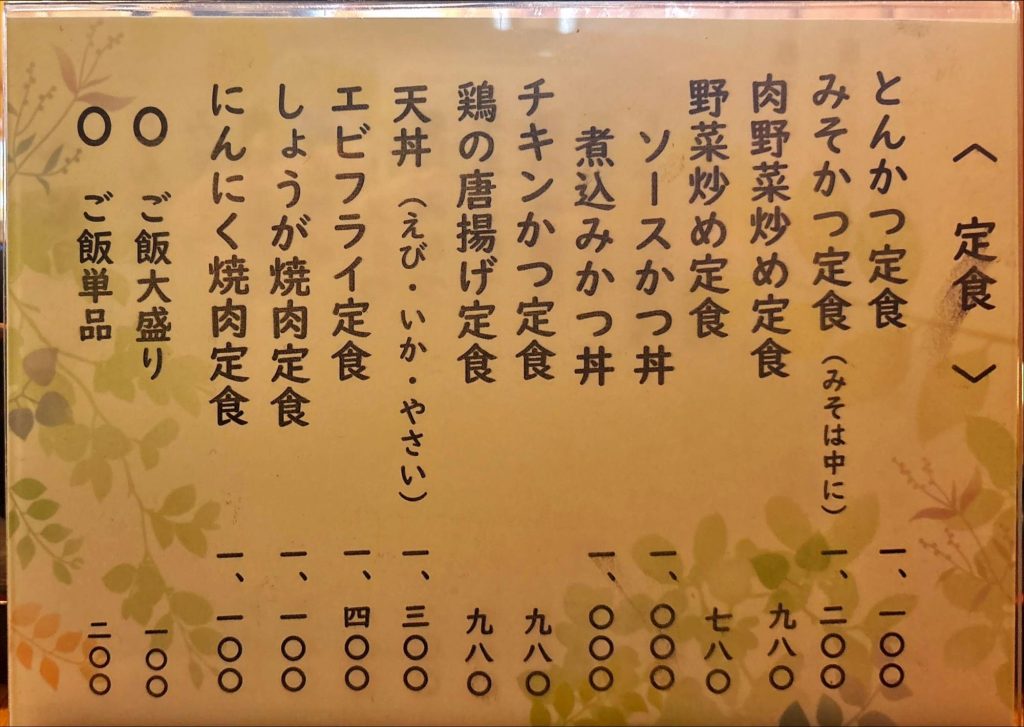 〈 定食 〉
とんかつ定食 一、一〇〇
みそかつ定食（みそは中に） 一、二〇〇
肉野菜炒め定食 九八〇
野菜炒め定食 七八〇
ソースかつ丼 一、〇〇〇
煮込みかつ丼 一、〇〇〇
チキンかつ定食 九八〇
鶏の唐揚げ定食 九八〇
天丼（えび・いか・やさい） 一、三〇〇
エビフライ定食 一、四〇〇
しょうが焼肉定食 一、一〇〇
にんにく焼肉定食 一、一〇〇
〇 ご飯大盛り 一〇〇
〇 ご飯単品 二〇〇